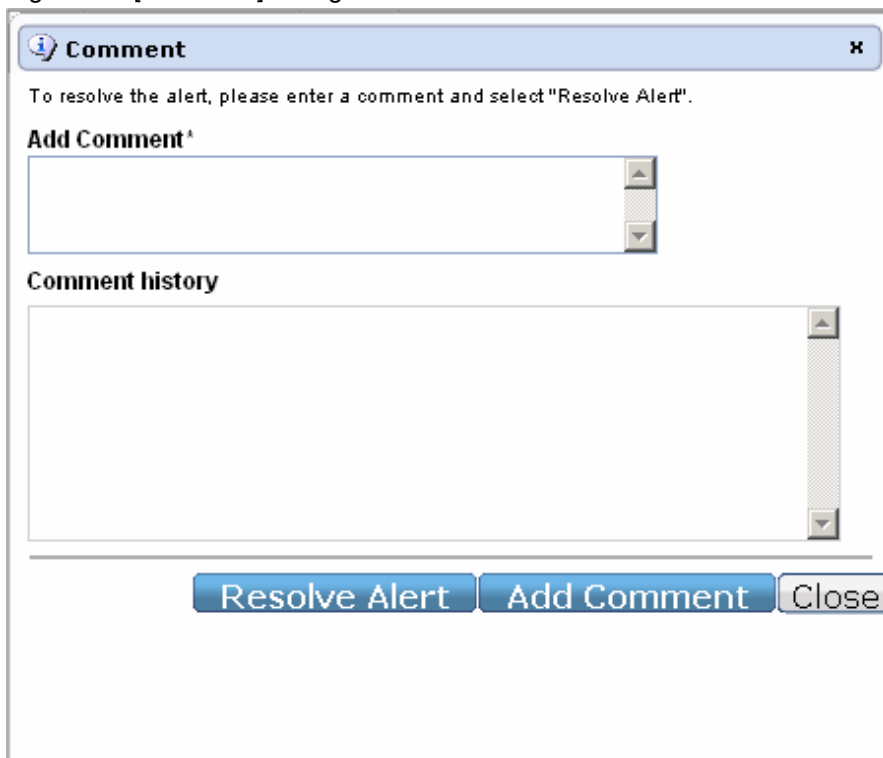 Comment
To resolve the alert, please enter a comment and select "Resolve Alert".
Add Comment*
Comment history
Resolve Alert Add Comment Close